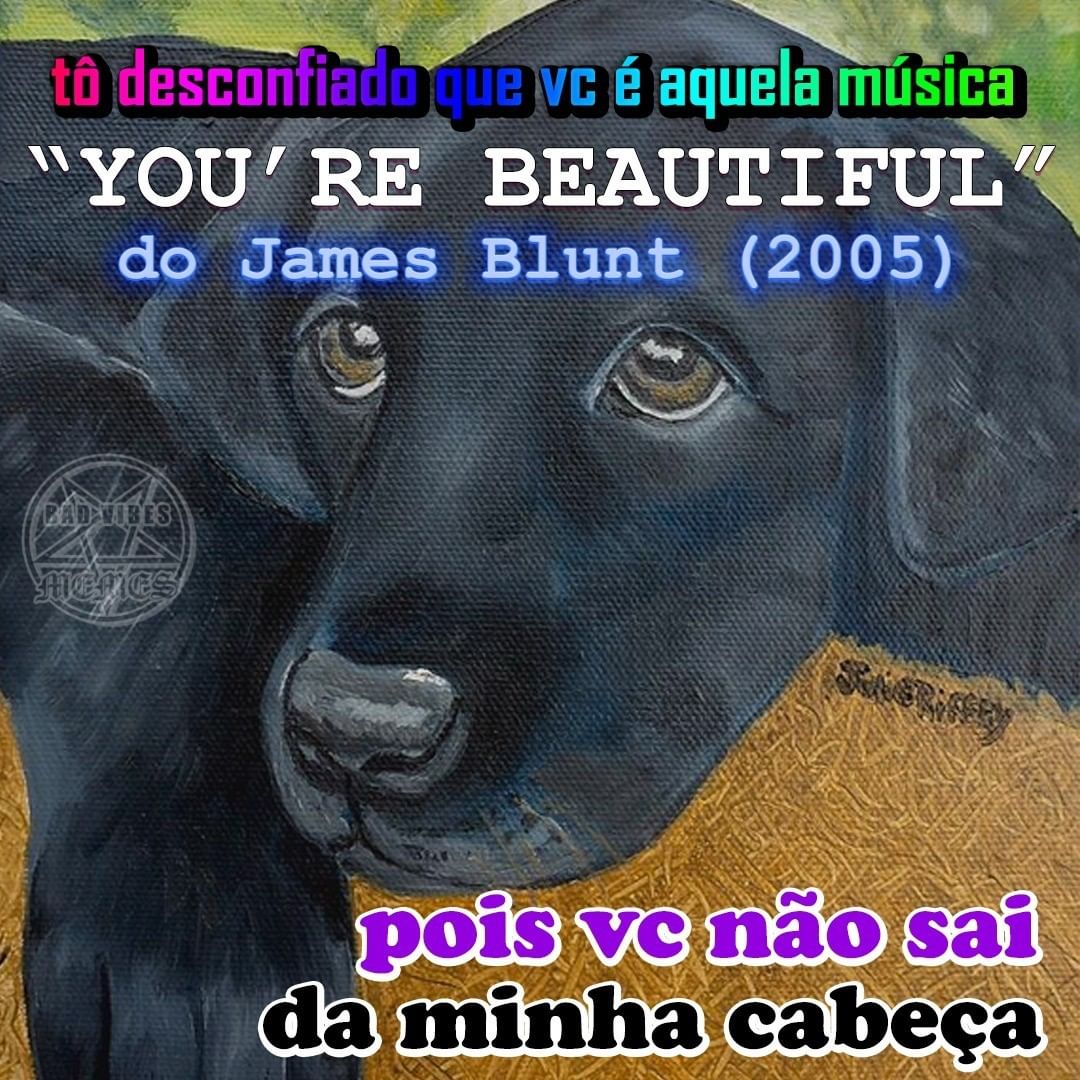 tô desconfiado que vc é aquela música
“YOU’RE BEAUTIFUL”
do James Blunt (2005)
BAD VIBES
MEMES
pois vc não sai
da minha cabeça